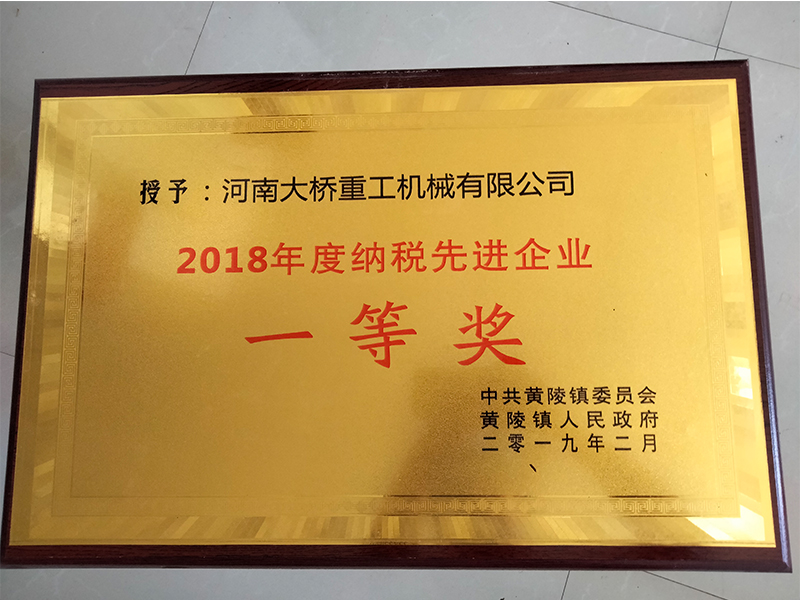 授予：河南大桥重工机械有限公司
2018年度纳税先进企业
一等奖
中共黄陵镇委员会
黄陵镇人民政府
二零一九年二月